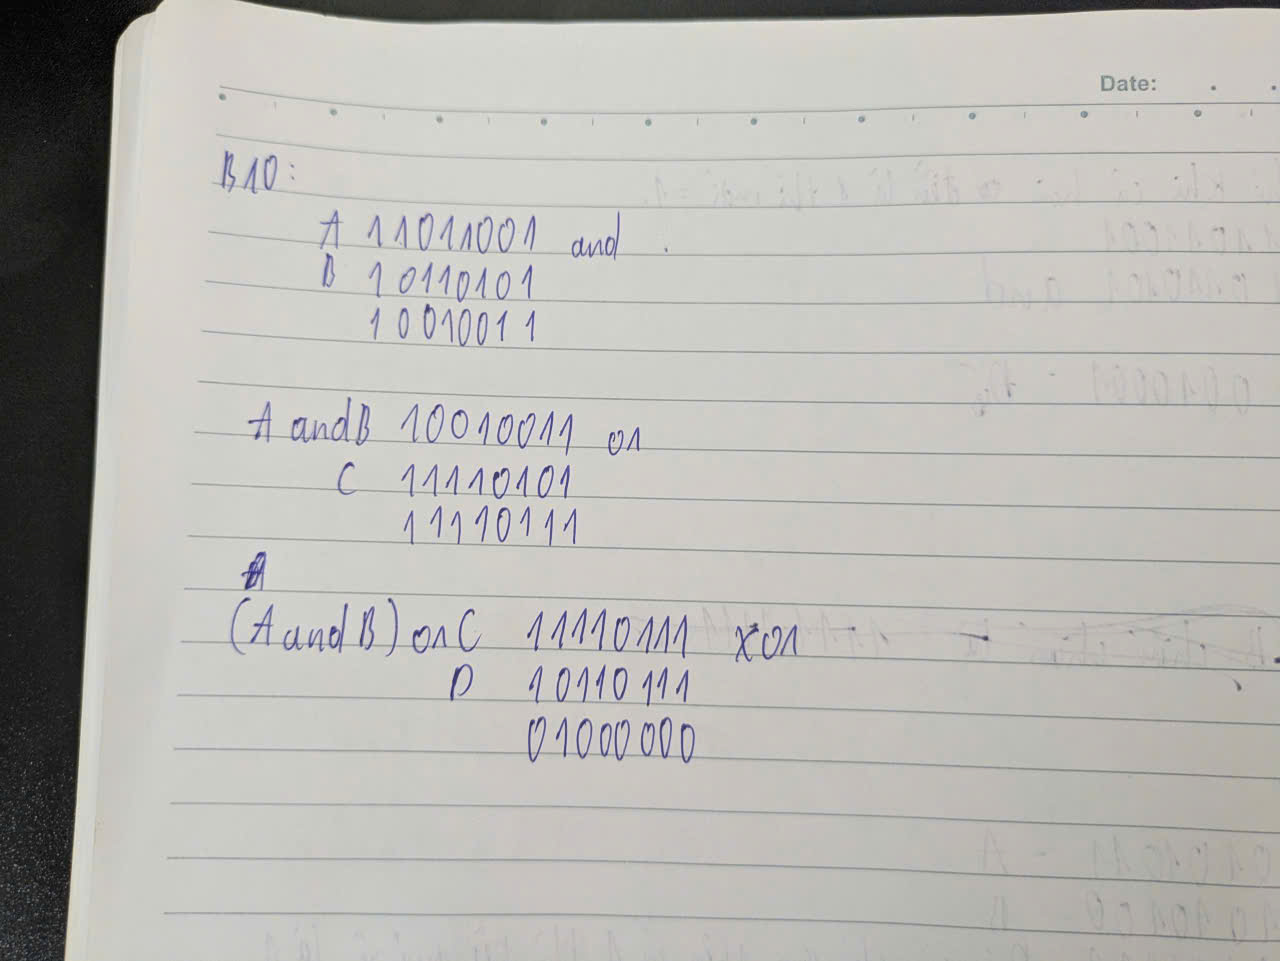 Date:
B10:
A 11011001 and
B 10110101
10010011
A and B 10010011 or
C 11110101
11110111
A
(A and B) or C 11110111 xor
D 10110111
01000000